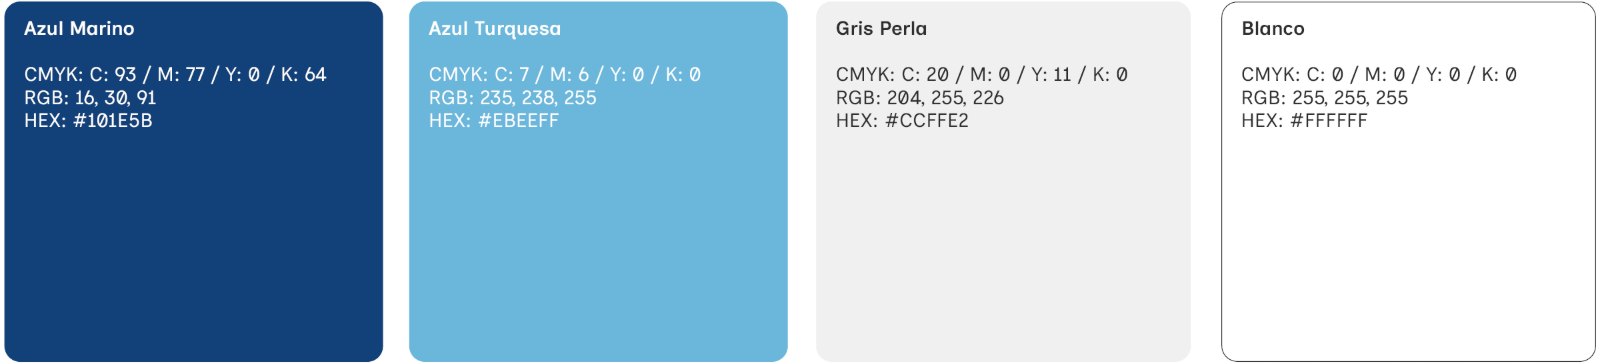 Azul Marino
CMYK: C: 93 / M: 77 / Y: 0 / K: 64
RGB: 16, 30, 91
HEX: #101E5B
Azul Turquesa
CMYK: C: 7 / M: 6 / Y: 0 / K: 0
RGB: 235, 238, 255
HEX: #EBEEFF
Gris Perla
CMYK: C: 20 / M: 0 / Y: 11 / K: 0
RGB: 204, 255, 226
HEX: #CCFFE2
Blanco
CMYK: C: 0 / M: 0 / Y: 0 / K: 0
RGB: 255, 255, 255
HEX: #FFFFFF